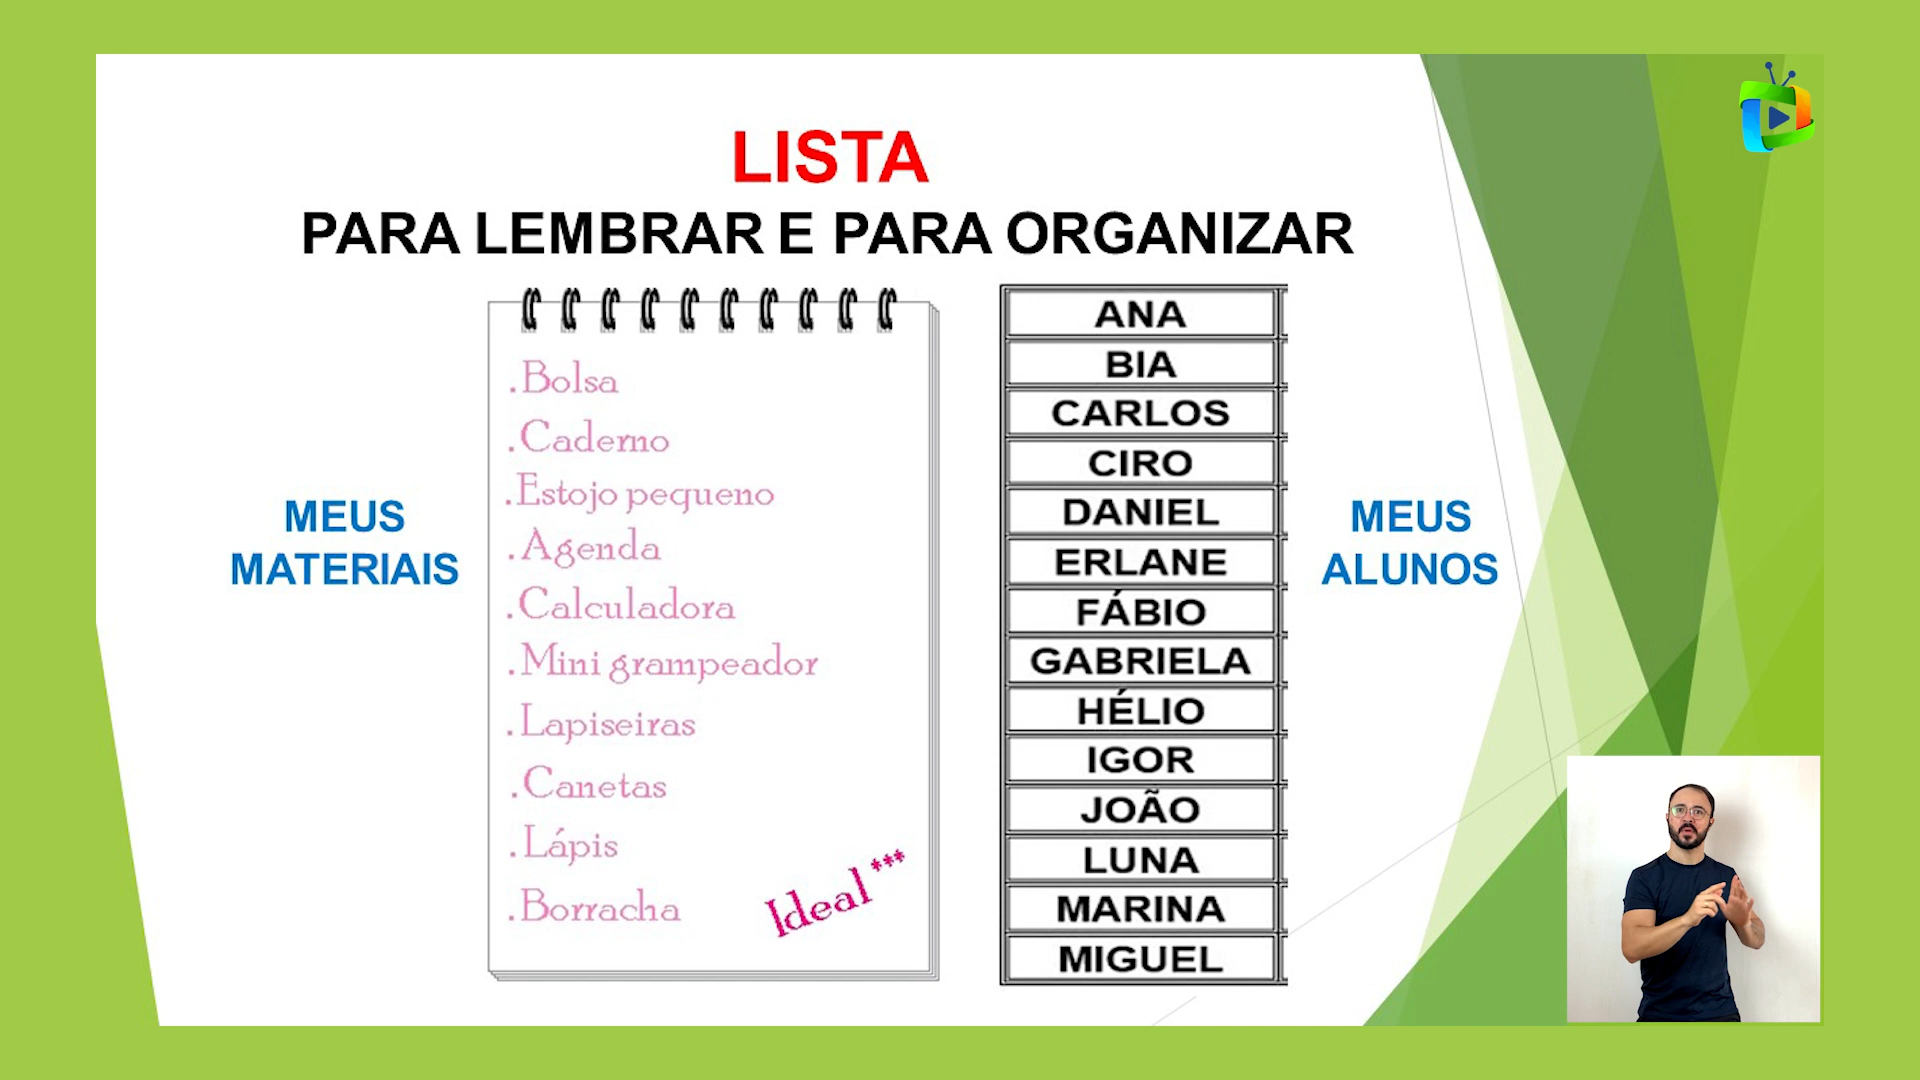 LISTA
PARA LEMBRAR E PARA ORGANIZAR
MEUS
MATERIAIS
.Bolsa
.Caderno
.Estojo pequeno
.Agenda
.Calculadora
.Mini grampeador
.Lapiseiras
.Canetas
.Lápis
.Borracha
Ideal ***
ANA
BIA
CARLOS
CIRO
DANIEL
ERLANE
FÁBIO
GABRIELA
HÉLIO
IGOR
JOÃO
LUNA
MARINA
MIGUEL
MEUS
ALUNOS